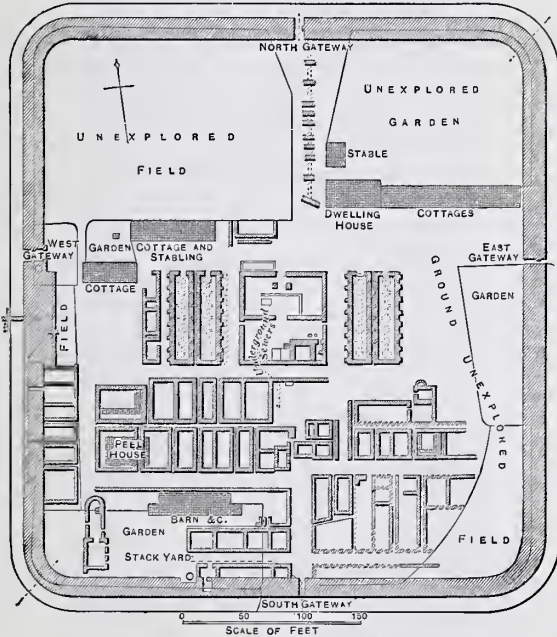 NORTH GATEWAY
UNEXPLORED
GARDEN
UNEXPLORED
FIELD
STABLE
DWELLING
HOUSE
COTTAGES
WEST
GATEWAY
GARDEN
COTTAGE AND
STABLING
COTTAGE
EAST
GATEWAY
GARDEN
FIELD
GROUND UNEXPLORED
Underground
Sewers
PEEL
HOUSE
BARN &C.
GARDEN
STACK YARD
FIELD
SOUTH GATEWAY
50 0 50 100 150
SCALE OF FEET